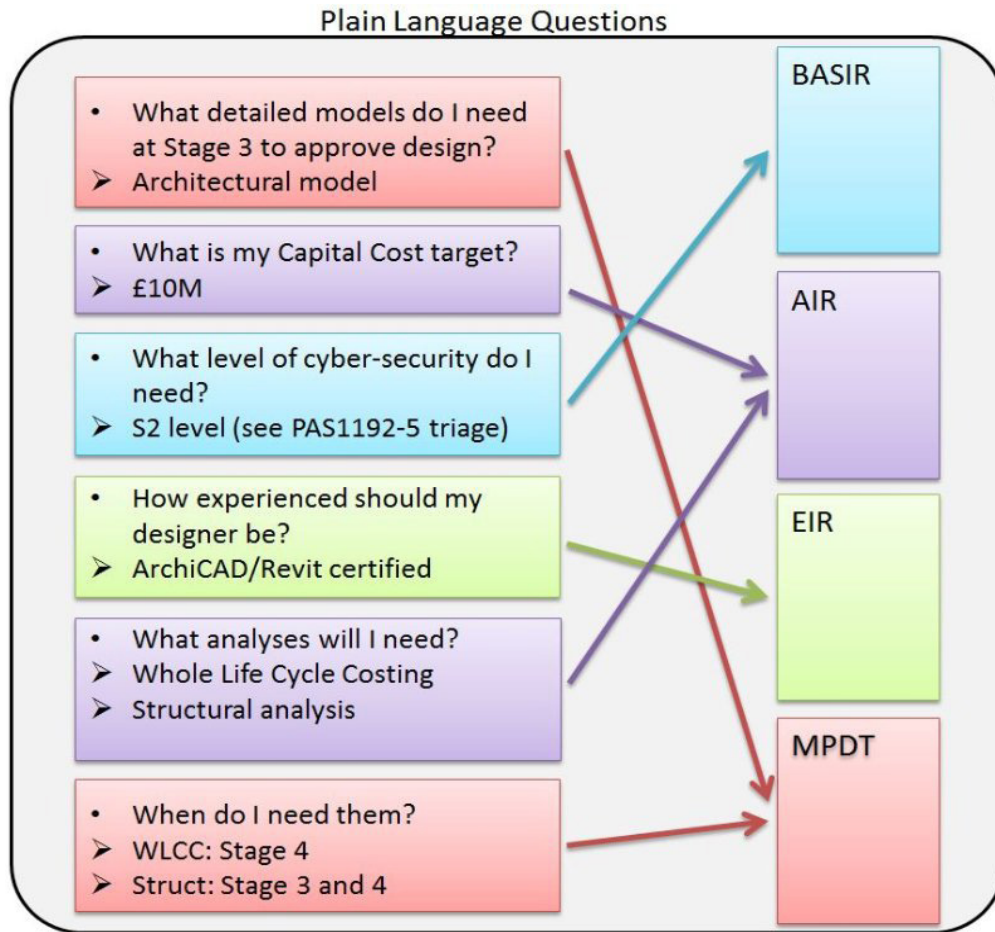 Plain Language Questions
• What detailed models do I need
at Stage 3 to approve design?
➢ Architectural model
• What is my Capital Cost target?
➢ £10M
• What level of cyber-security do I
need?
➢ S2 level (see PAS1192-5 triage)
• How experienced should my
designer be?
➢ ArchiCAD/Revit certified
• What analyses will I need?
➢ Whole Life Cycle Costing
➢ Structural analysis
• When do I need them?
➢ WLCC: Stage 4
➢ Struct: Stage 3 and 4
BASIR
AIR
EIR
MPDT